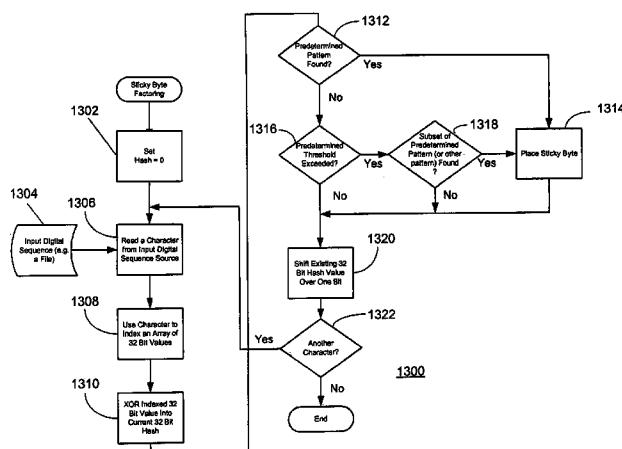 Sticky Byte
Factoring
1302
Set
Hash = 0
1304
Input Digital
Sequence (e.g.
a File)
1306
Read a Character
from Input Digital
Sequence Source
1308
Use Character to
Index an Array of
32 Bit Values
1310
XOR Indexed 32
Bit Value Into
Current 32 Bit
Hash
1312
Predetermined
Pattern
Found?
Yes
No
1316
Predetermined
Threshold
Exceeded?
Yes
No
1318
Subset of
Predetermined
Pattern (or other
pattern) Found
?
Yes
No
1314
Place Sticky Byte
1320
Shift Existing 32
Bit Hash Value
Over One Bit
1322
Another
Character?
Yes
No
End
1300